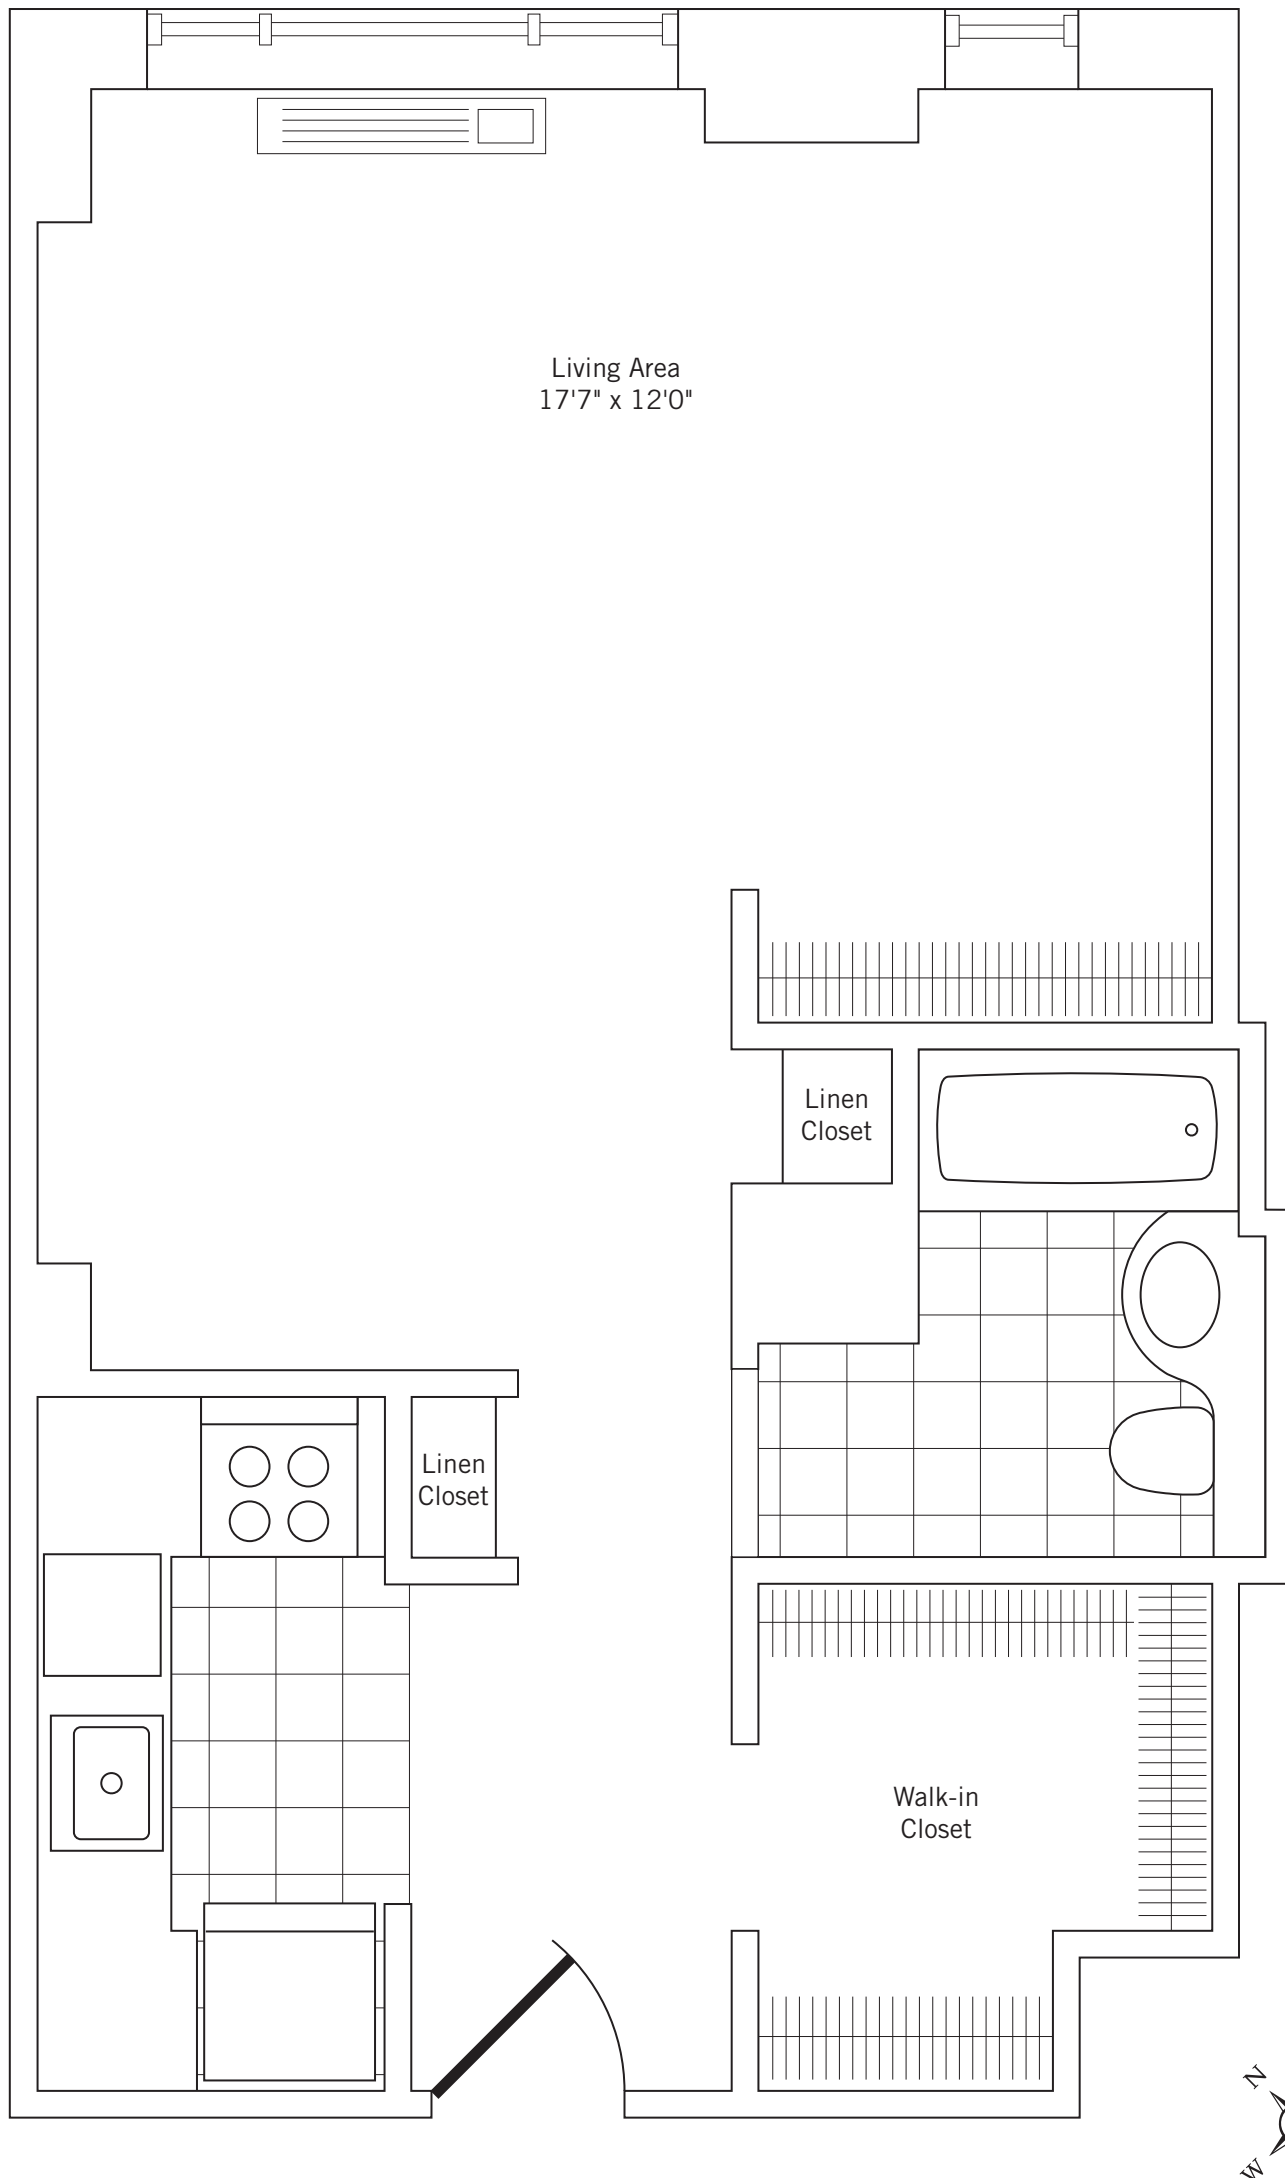 Living Area
17'7" x 12'0"
Linen
Closet
Linen
Closet
Walk-in
Closet
N
W